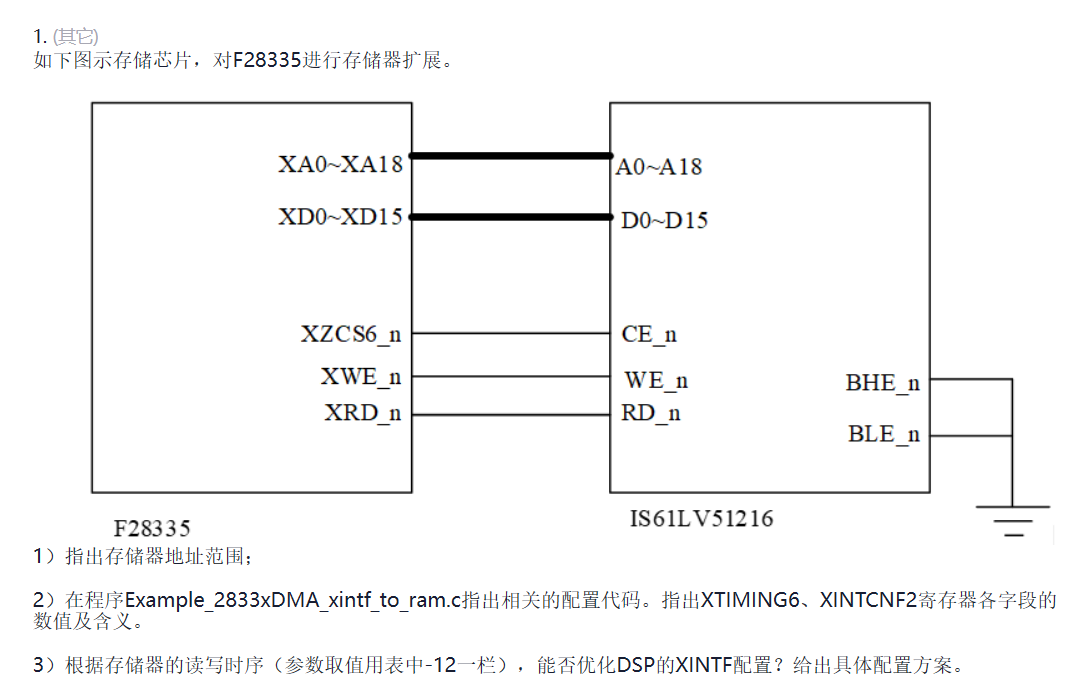 1. (其它)
如下图示存储芯片，对F28335进行存储器扩展。
XA0~XA18
A0~A18
XD0~XD15
D0~D15
XZCS6_n
CE_n
XWE_n
WE_n
BHE_n
XRD_n
RD_n
BLE_n
F28335
IS61LV51216
1）指出存储器地址范围;
2）在程序Example_2833xDMA_xintf_to_ram.c指出相关的配置代码。指出XTIMING6、XINTCNF2寄存器各字段的
数值及含义。
3）根据存储器的读写时序（参数取值用表中-12一栏），能否优化DSP的XINTF配置？给出具体配置方案。